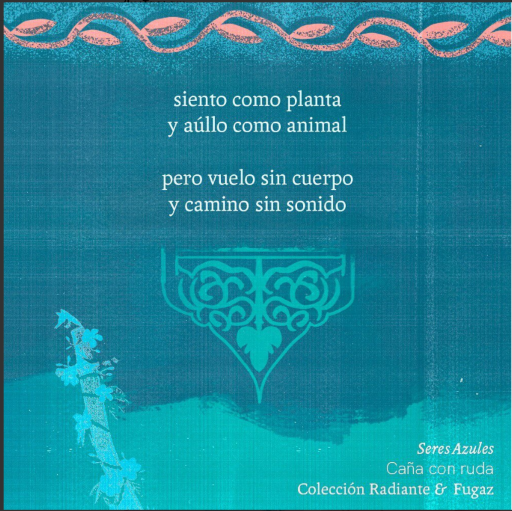 siento como planta
y aúllo como animal
pero vuelo sin cuerpo
y camino sin sonido
Seres Azules
Caña con ruda
Colección Radiante & Fugaz